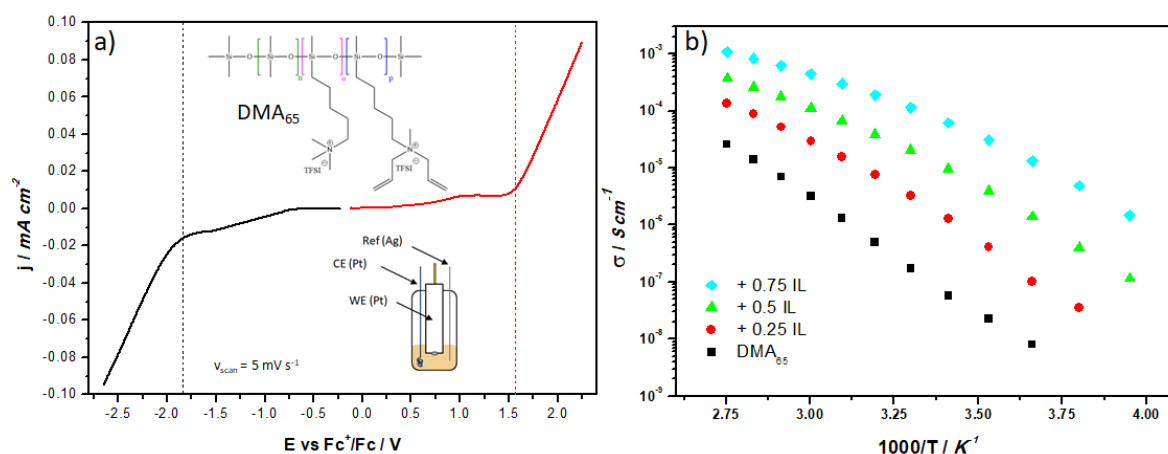 a)
0.10
0.08
0.06
0.04
0.02
0.00
-0.02
-0.04
-0.06
-0.08
0.10
j / mA cm⁻²
-2.5 -2.0 -1.5 -1.0 -0.5 0.0 0.5 1.0 1.5 2.0
E vs Fc⁺/Fc / V
Si O Si O Si O Si O Si
n o p
DMA₆₅
N⊕
TFSI⊖
N⊕
TFSI⊖
Ref (Ag)
CE (Pt)
WE (Pt)
vscan = 5 mV s⁻¹
b)
10⁻³
10⁻⁴
10⁻⁵
10⁻⁶
10⁻⁷
10⁻⁸
10⁻⁹
σ / S cm⁻¹
+ 0.75 IL
+ 0.5 IL
+ 0.25 IL
DMA₆₅
2.75 3.00 3.25 3.50 3.75 4.00
1000/T / K⁻¹